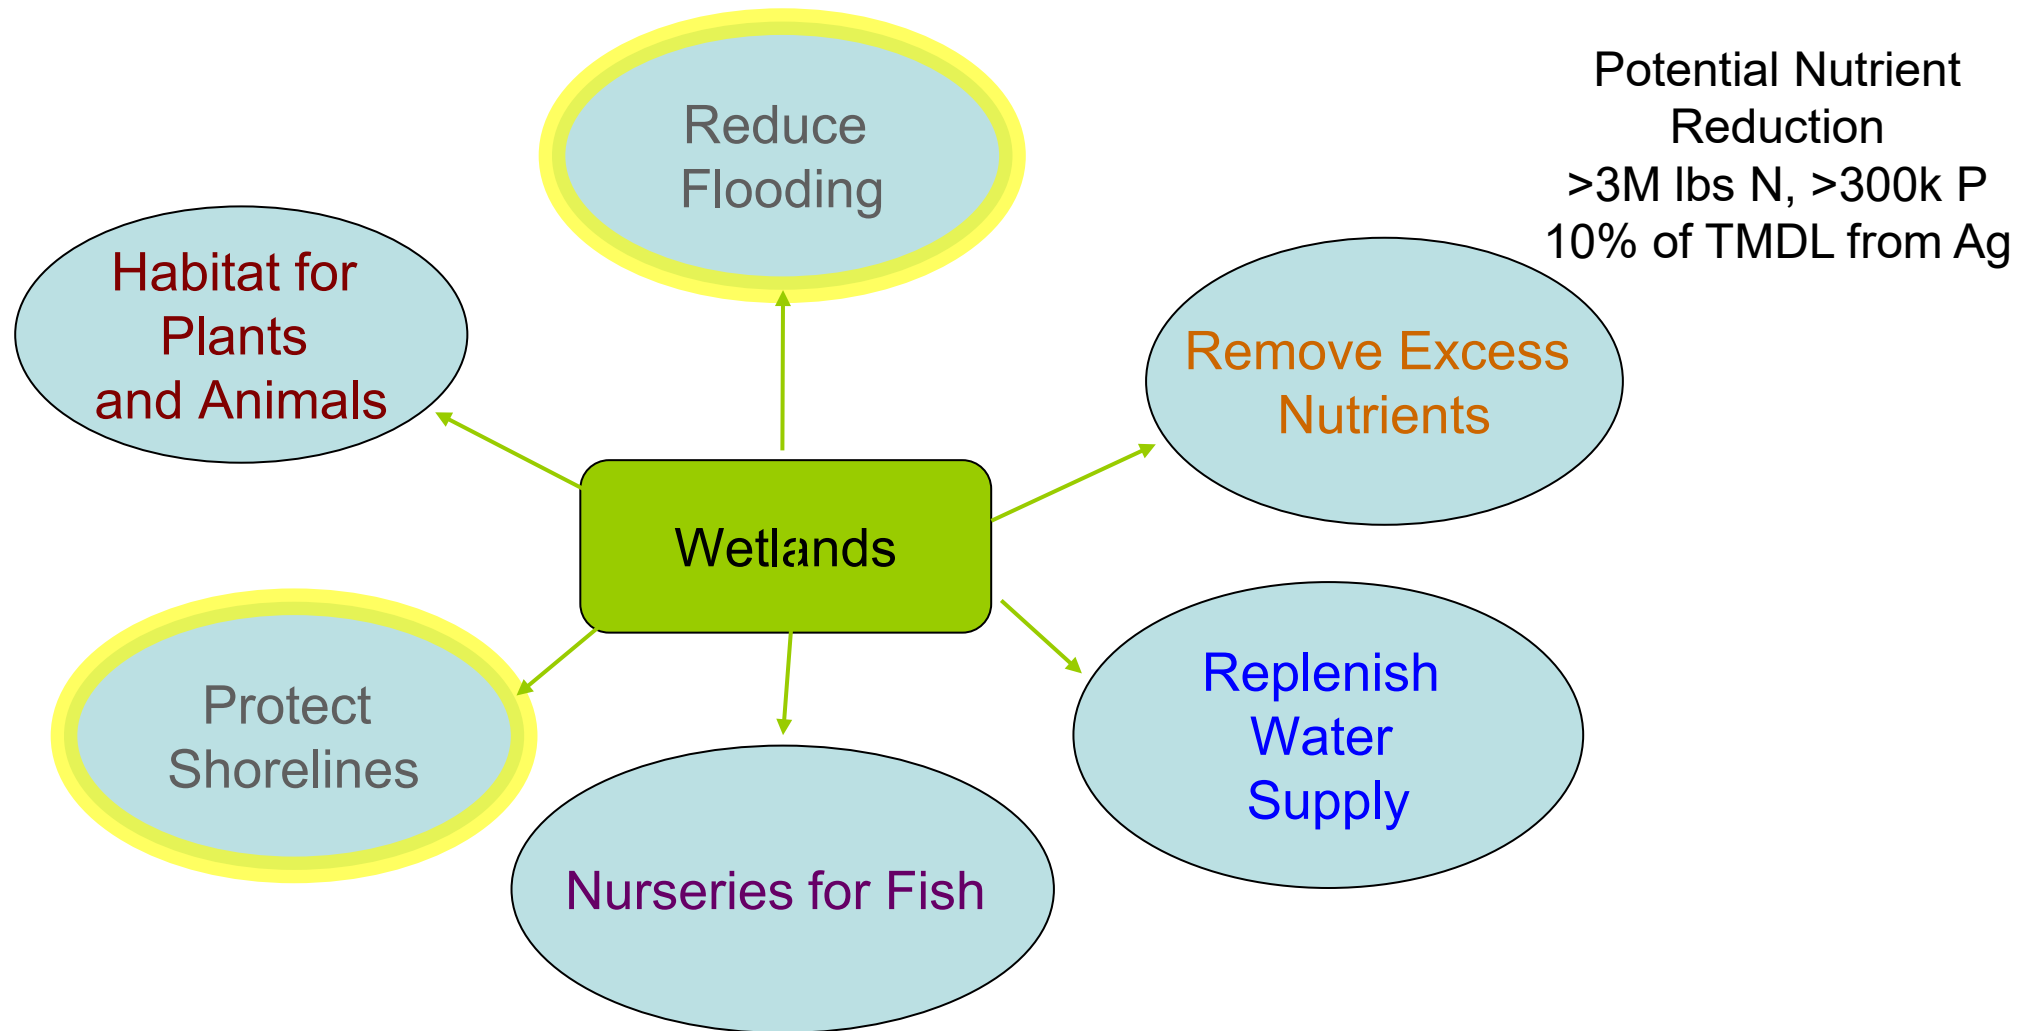 Potential Nutrient
Reduction
>3M lbs N, >300k P
10% of TMDL from Ag
Reduce
Flooding
Habitat for
Plants
and Animals
Remove Excess
Nutrients
Wetlands
Protect
Shorelines
Replenish
Water
Supply
Nurseries for Fish